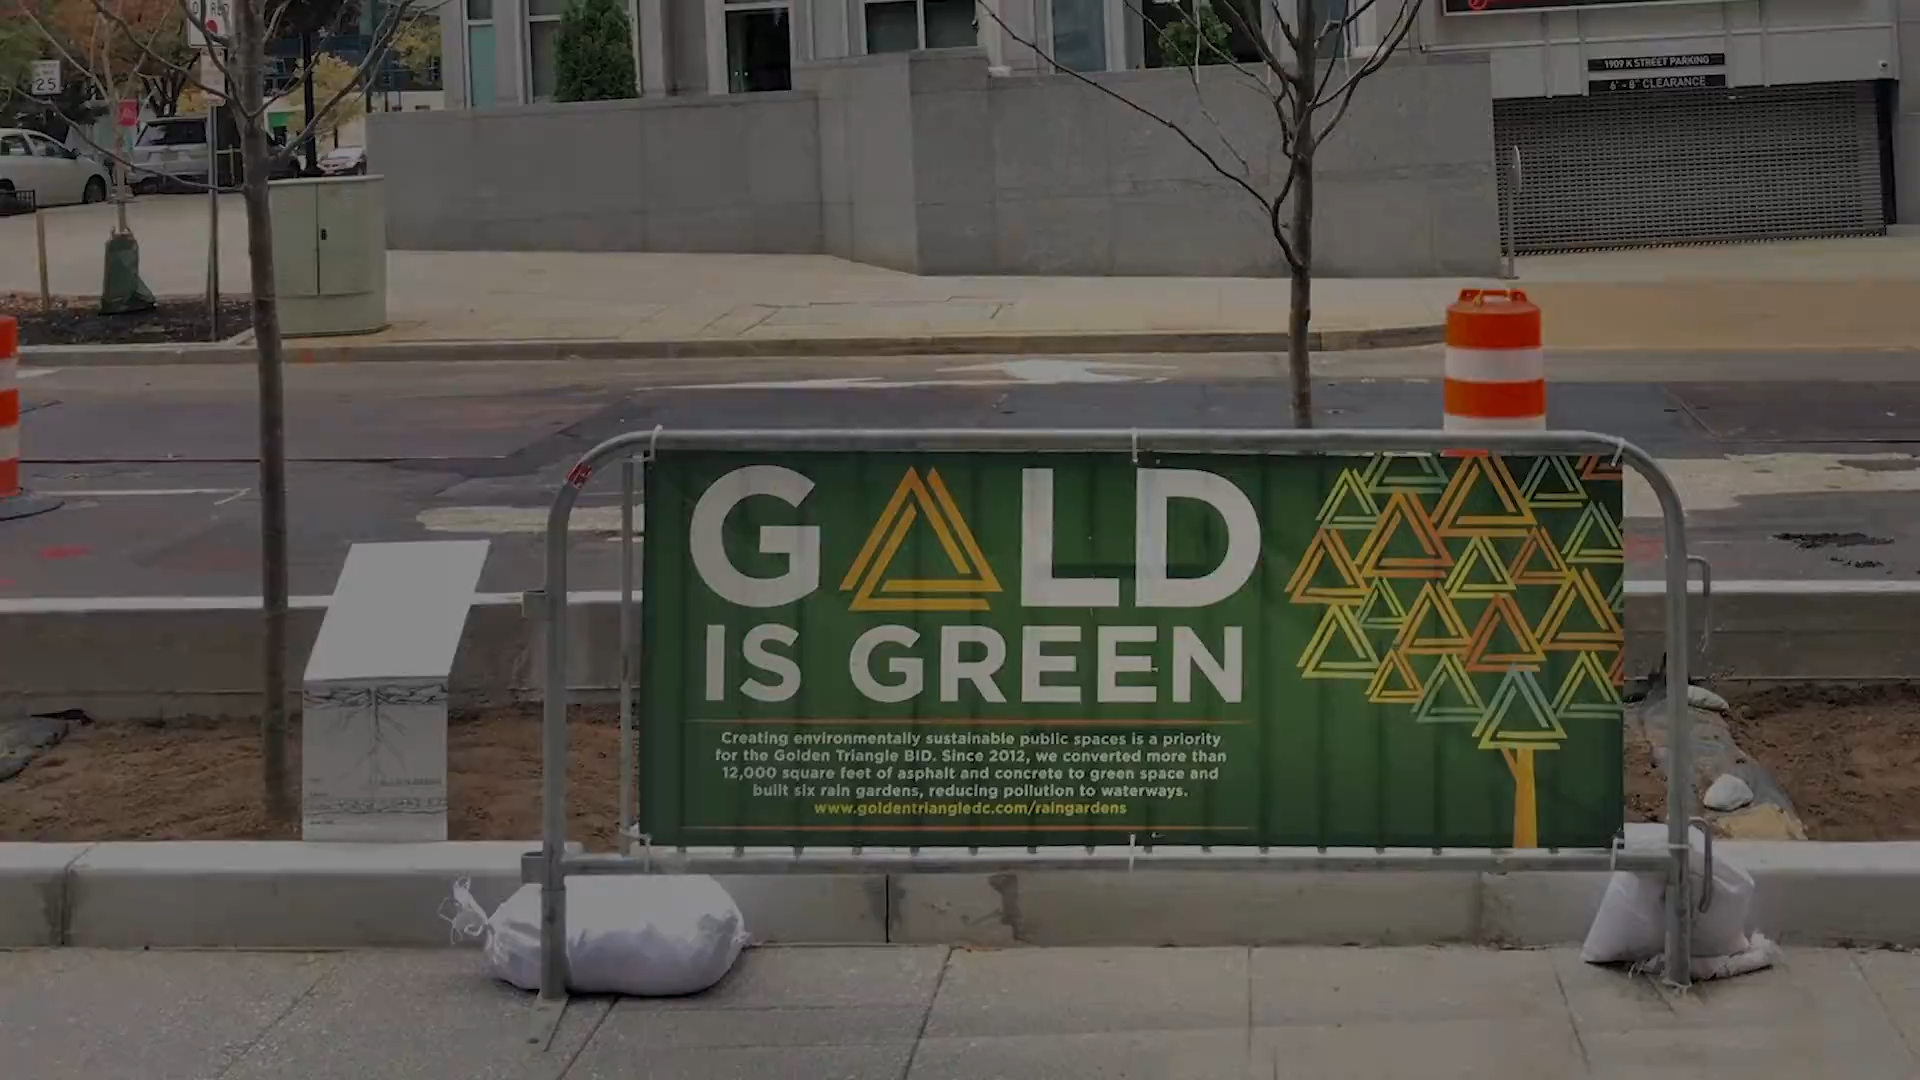 25
1909 K STREET PARKING
6'-8" CLEARANCE
G LD
IS GREEN
Creating environmentally sustainable public spaces is a priority
for the Golden Triangle BID. Since 2012, we converted more than
12,000 square feet of asphalt and concrete to green space and
built six rain gardens, reducing pollution to waterways.
www.goldentriangledc.com/raingardens